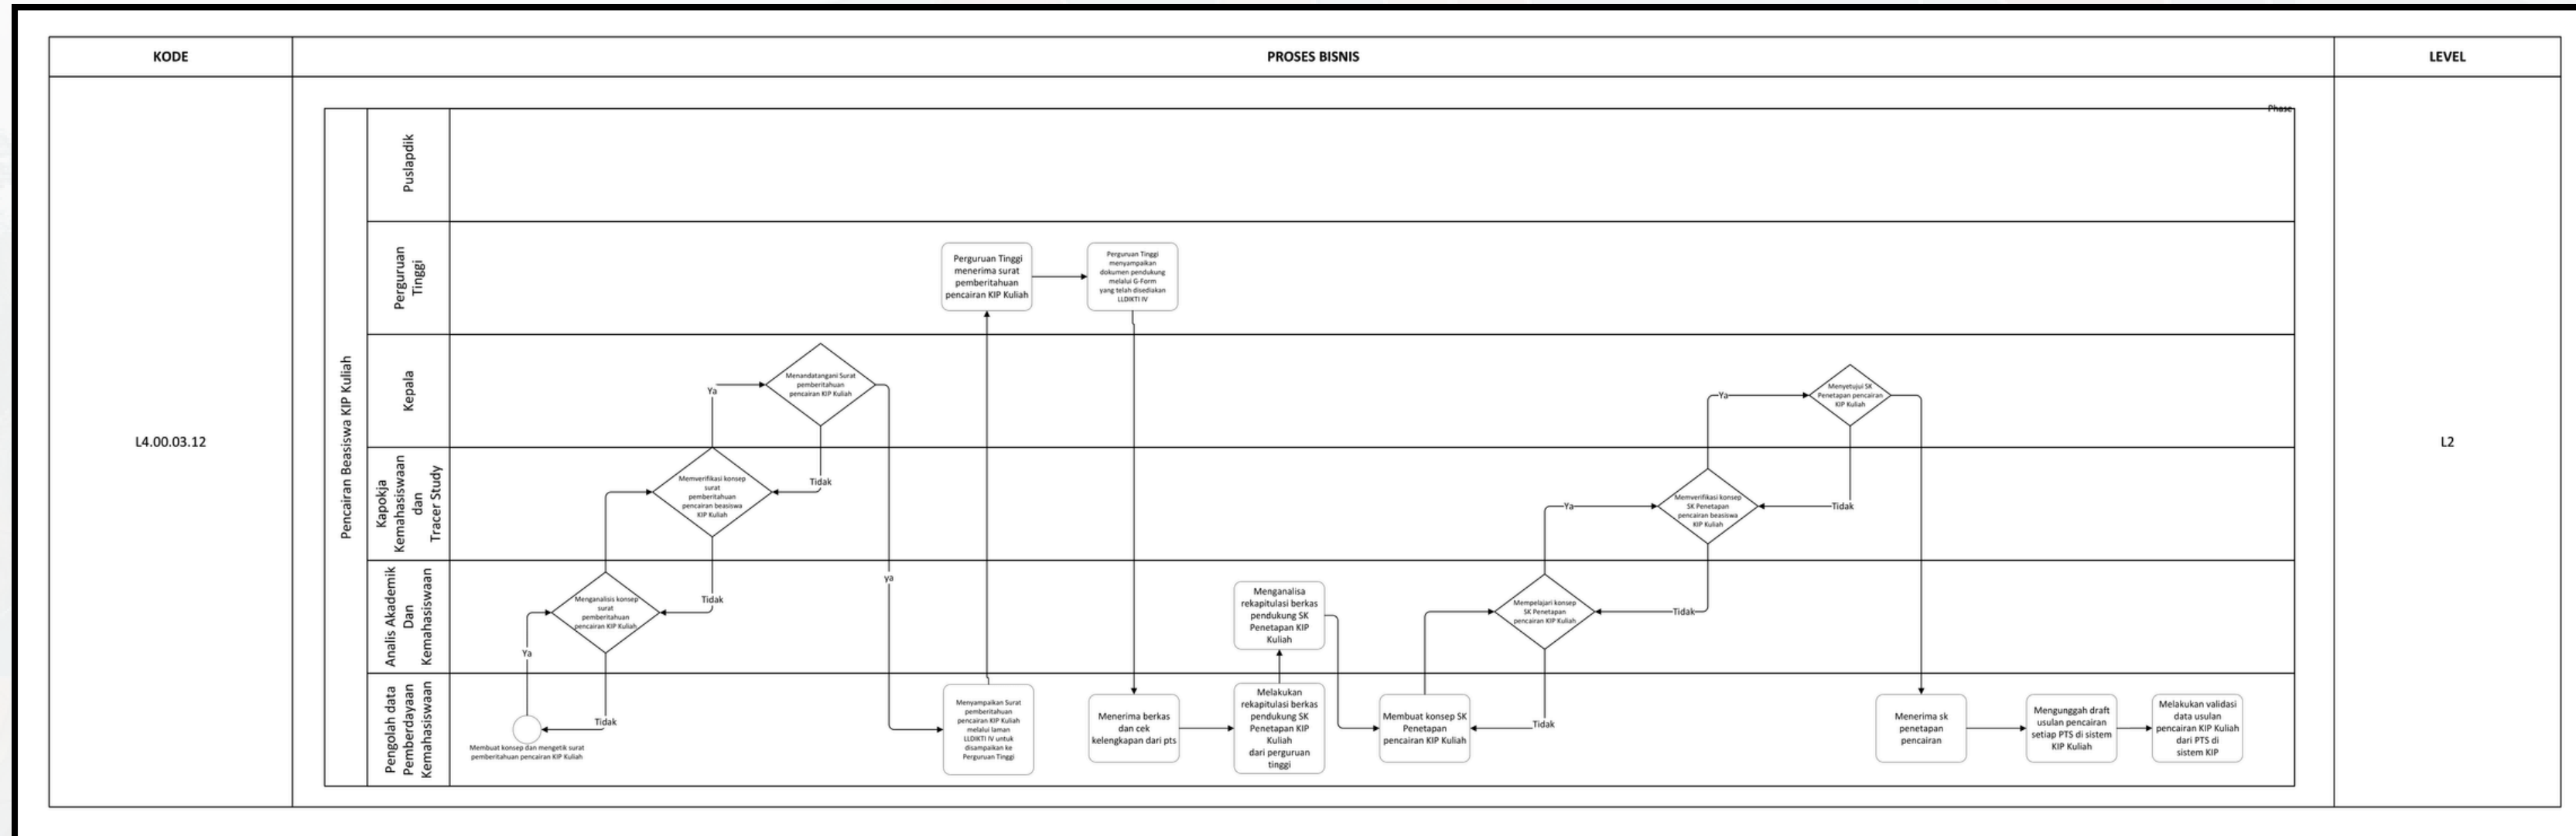 KODE
PROSES BISNIS
LEVEL
L4.00.03.12
L2
Phase
Pencairan Beasiswa KIP Kuliah
Puslapdik
Perguruan
Tinggi
Perguruan Tinggi
menerima surat
pemberitahuan
pencairan KIP Kuliah
Perguruan Tinggi
menyampaikan
dokumen pendukung
melalui G-Form
yang telah disediakan
LLDIKTI IV
Kepala
Ya
Menandatangani Surat
pemberitahuan
pencairan KIP Kuliah
Ya
Menyetujui SK
Penetapan pencairan
KIP Kuliah
Kapokja
Kemahasiswaan
dan
Tracer Study
Memverifikasi konsep
surat
pemberitahuan
pencairan beasiswa
KIP Kuliah
Tidak
Ya
Memverifikasi konsep
SK Penetapan
pencairan beasiswa
KIP Kuliah
Tidak
Analis Akademik
Dan
Kemahasiswaan
Ya
Menganalisis konsep
surat
pemberitahuan
pencairan KIP Kuliah
Tidak
ya
Menganalisa
rekapitulasi berkas
pendukung SK
Penetapan KIP
Kuliah
Mempelajari konsep
SK Penetapan
pencairan KIP Kuliah
Tidak
Pengolah data
Pemberdayaan
Kemahasiswaan
Tidak
Membuat konsep dan mengetik surat
pemberitahuan pencairan KIP Kuliah
Menyampaikan Surat
pemberitahuan
pencairan KIP Kuliah
melalui laman
LLDIKTI IV untuk
disampaikan ke
Perguruan Tinggi
Menerima berkas
dan cek
kelengkapan dari pts
Melakukan
rekapitulasi berkas
pendukung SK
Penetapan KIP
Kuliah
dari perguruan
tinggi
Membuat konsep SK
Penetapan
pencairan KIP Kuliah
Tidak
Menerima sk
penetapan
pencairan
Mengunggah draft
usulan pencairan
setiap PTS di sistem
KIP Kuliah
Melakukan validasi
data usulan
pencairan KIP Kuliah
dari PTS di
sistem KIP